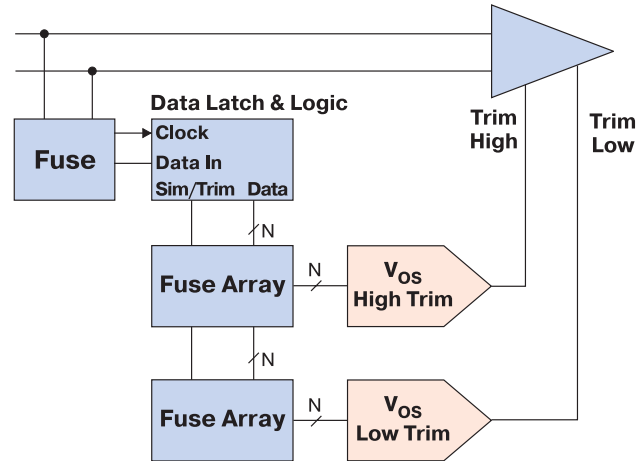 Data Latch & Logic
Trim
High
Trim
Low
Fuse
Clock
Data In
Sim/Trim Data
N
Fuse Array
N
VOS
High Trim
N
Fuse Array
N
VOS
Low Trim